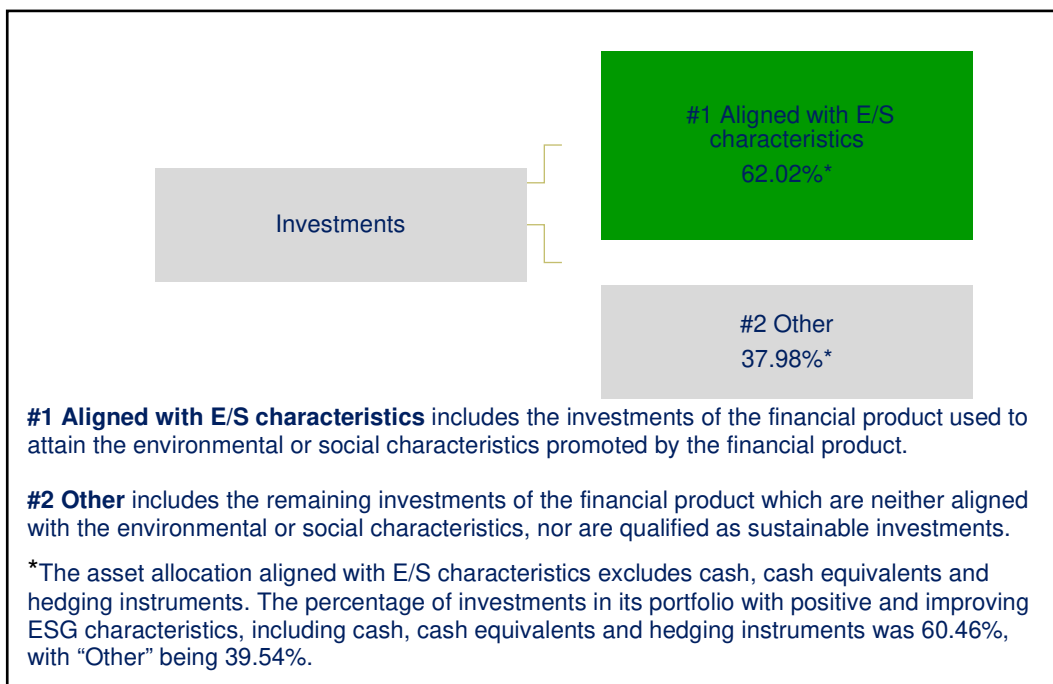 #1 Aligned with E/S
characteristics
62.02%*
Investments
#2 Other
37.98%*
#1 Aligned with E/S characteristics includes the investments of the financial product used to
attain the environmental or social characteristics promoted by the financial product.
#2 Other includes the remaining investments of the financial product which are neither aligned
with the environmental or social characteristics, nor are qualified as sustainable investments.
*The asset allocation aligned with E/S characteristics excludes cash, cash equivalents and
hedging instruments. The percentage of investments in its portfolio with positive and improving
ESG characteristics, including cash, cash equivalents and hedging instruments was 60.46%,
with “Other” being 39.54%.